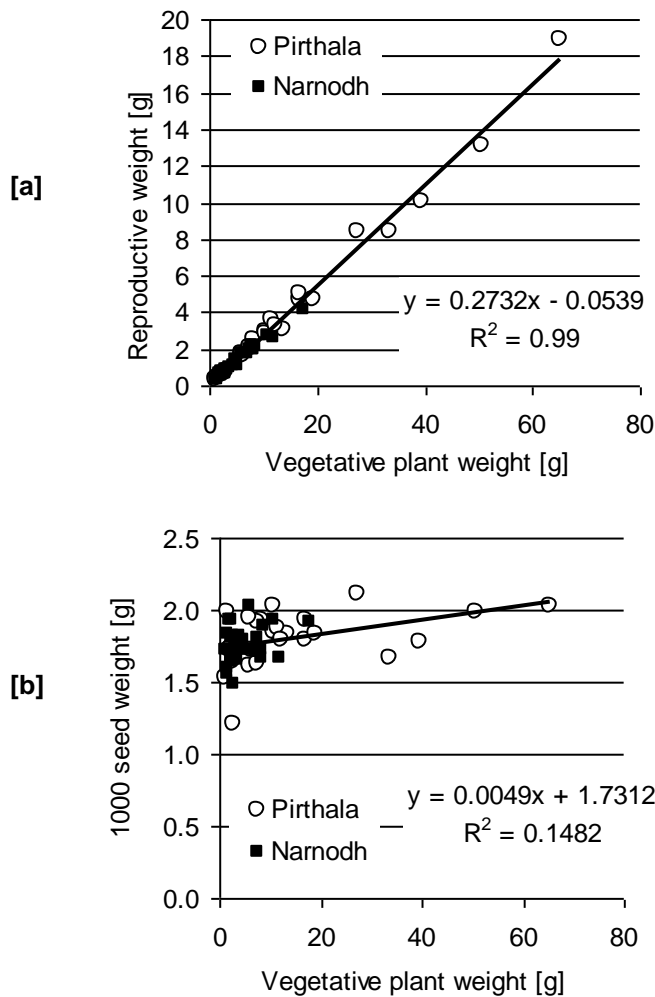 [a]
Reproductive weight [g]
20
18
16
14
12
10
8
6
4
2
0
Pirthala
Narnodh
y = 0.2732x - 0.0539
R² = 0.99
0 20 40 60 80
Vegetative plant weight [g]
[b]
1000 seed weight [g]
2.5
2.0
1.5
1.0
0.5
0.0
Pirthala
Narnodh
y = 0.0049x + 1.7312
R² = 0.1482
0 20 40 60 80
Vegetative plant weight [g]